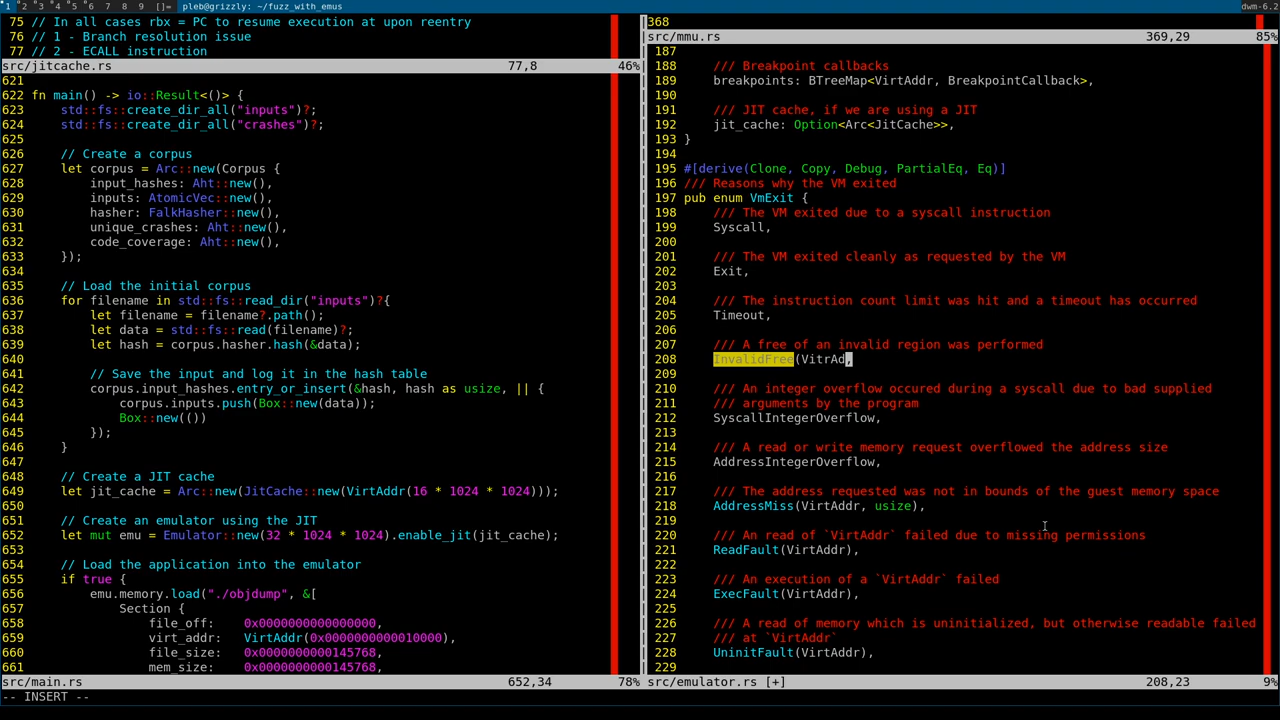 1 2 3 4 5 6 7 8 9 []= pleb@grizzly: ~/fuzz_with_emus dwm-6.2
75 // In all cases rbx = PC to resume execution at upon reentry
76 // 1 - Branch resolution issue
77 // 2 - ECALL instruction
src/jitcache.rs 77,8 46%
621
622 fn main() -> io::Result<()> {
623     std::fs::create_dir_all("inputs")?;
624     std::fs::create_dir_all("crashes")?;
625
626     // Create a corpus
627     let corpus = Arc::new(Corpus {
628         input_hashes: Aht::new(),
629         inputs: AtomicVec::new(),
630         hasher: FalkHasher::new(),
631         unique_crashes: Aht::new(),
632         code_coverage: Aht::new(),
633     });
634
635     // Load the initial corpus
636     for filename in std::fs::read_dir("inputs")?{
637         let filename = filename?.path();
638         let data = std::fs::read(filename)?;
639         let hash = corpus.hasher.hash(&data);
640
641         // Save the input and log it in the hash table
642         corpus.input_hashes.entry_or_insert(&hash, hash as usize, || {
643             corpus.inputs.push(Box::new(data));
644             Box::new(())
645         });
646     }
647
648     // Create a JIT cache
649     let jit_cache = Arc::new(JitCache::new(VirtAddr(16 * 1024 * 1024)));
650
651     // Create an emulator using the JIT
652     let mut emu = Emulator::new(32 * 1024 * 1024).enable_jit(jit_cache);
653
654     // Load the application into the emulator
655     if true {
656         emu.memory.load("./objdump", &[
657             Section {
658                 file_off:   0x0000000000000000,
659                 virt_addr:  VirtAddr(0x0000000000010000),
660                 file_size:  0x0000000000145768,
661                 mem_size:   0x0000000000145768,
src/main.rs 652,34 78%
-- INSERT --
368
src/mmu.rs 369,29 85%
187
188     /// Breakpoint callbacks
189     breakpoints: BTreeMap<VirtAddr, BreakpointCallback>,
190
191     /// JIT cache, if we are using a JIT
192     jit_cache: Option<Arc<JitCache>>,
193 }
194
195 #[derive(Clone, Copy, Debug, PartialEq, Eq)]
196 /// Reasons why the VM exited
197 pub enum VmExit {
198     /// The VM exited due to a syscall instruction
199     Syscall,
200
201     /// The VM exited cleanly as requested by the VM
202     Exit,
203
204     /// The instruction count limit was hit and a timeout has occurred
205     Timeout,
206
207     /// A free of an invalid region was performed
208     InvalidFree(VitrAd,
209
210     /// An integer overflow occured during a syscall due to bad supplied
211     /// arguments by the program
212     SyscallIntegerOverflow,
213
214     /// A read or write memory request overflowed the address size
215     AddressIntegerOverflow,
216
217     /// The address requested was not in bounds of the guest memory space
218     AddressMiss(VirtAddr, usize),
219
220     /// An read of `VirtAddr` failed due to missing permissions
221     ReadFault(VirtAddr),
222
223     /// An execution of a `VirtAddr` failed
224     ExecFault(VirtAddr),
225
226     /// A read of memory which is uninitialized, but otherwise readable failed
227     /// at `VirtAddr`
228     UninitFault(VirtAddr),
229
src/emulator.rs [+] 208,23 9%